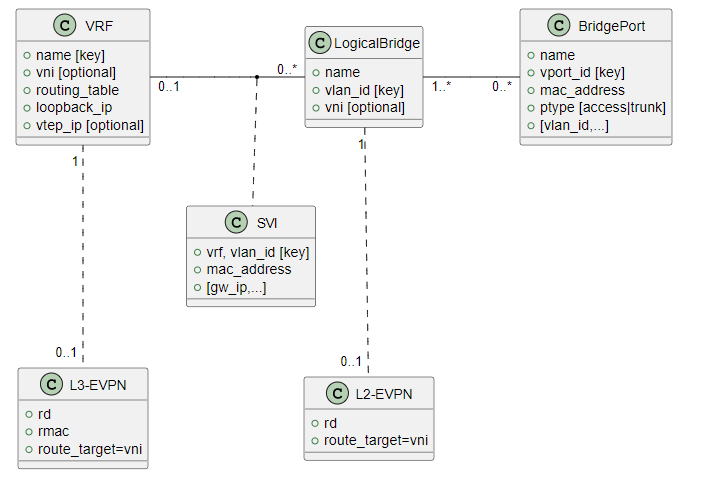 C VRF
name [key]
vni [optional]
routing_table
loopback_ip
vtep_ip [optional]
0..1
0..*
C LogicalBridge
name
vlan_id [key]
vni [optional]
1..*
0..*
C BridgePort
name
vport_id [key]
mac_address
ptype [access|trunk]
[vlan_id,...]
1
1
C SVI
vrf, vlan_id [key]
mac_address
[gw_ip,...]
0..1
0..1
C L3-EVPN
rd
rmac
route_target=vni
C L2-EVPN
rd
route_target=vni